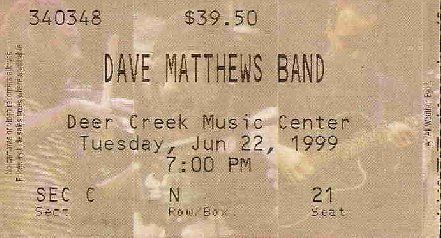 340348 $39.50
DAVE MATTHEWS BAND
Deer Creek Music Center
Tuesday, Jun 22, 1999
7:00 PM
SEC C N 21
Sect Row/Box Seat